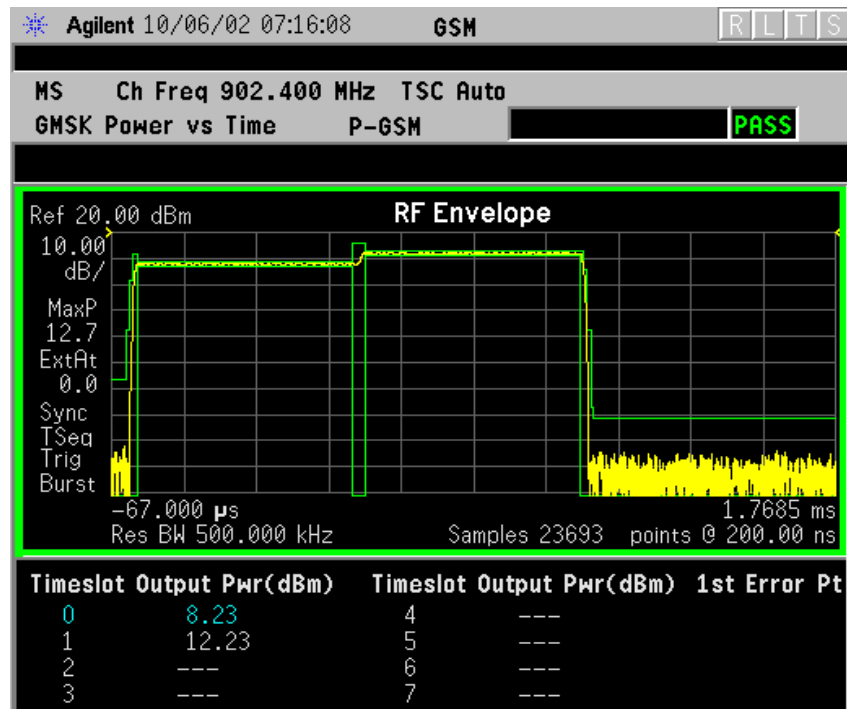 Agilent 10/06/02 07:16:08 GSM R L T S
MS Ch Freq 902.400 MHz TSC Auto
GMSK Power vs Time P-GSM PASS
Ref 20.00 dBm RF Envelope
10.00
dB/
MaxP
12.7
ExtAt
0.0
Sync
TSeq
Trig
Burst
-67.000 µs 1.7685 ms
Res BW 500.000 kHz Samples 23693 points @ 200.00 ns
Timeslot Output Pwr(dBm) Timeslot Output Pwr(dBm) 1st Error Pt
0 8.23 4 ---
1 12.23 5 ---
2 --- 6 ---
3 --- 7 ---